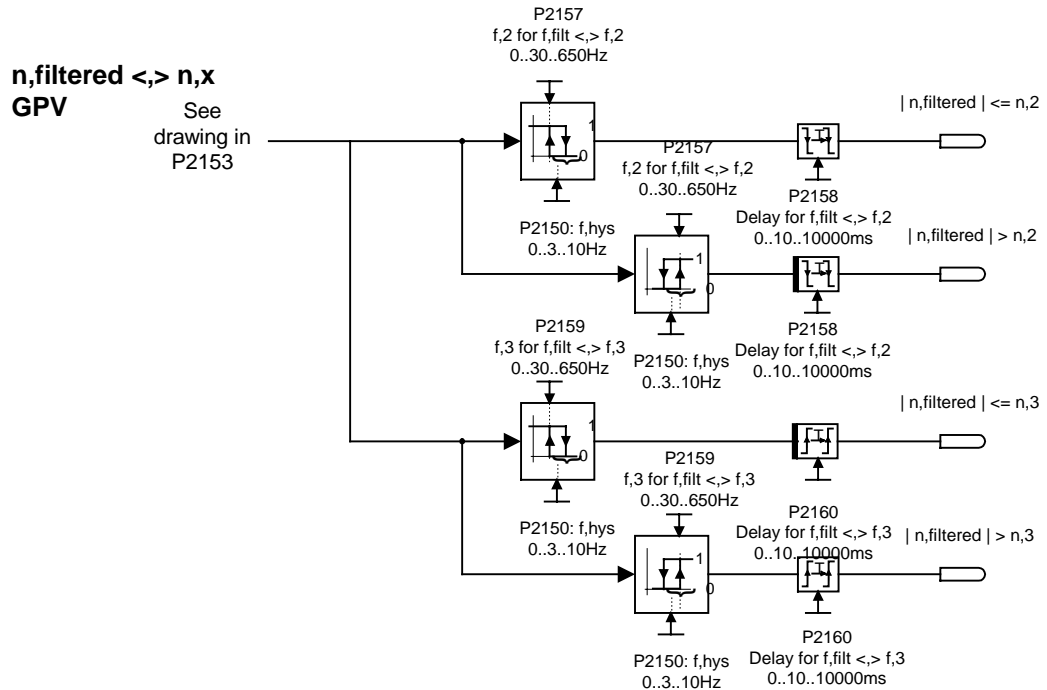 P2157
f,2 for f,filt <,> f,2
0..30..650Hz
n,filtered <,> n,x
GPV
See
drawing in
P2153
| n,filtered | <= n,2
1
0
P2157
f,2 for f,filt <,> f,2
0..30..650Hz
T
P2150: f,hys
0..3..10Hz
P2158
Delay for f,filt <,> f,2
0..10..10000ms
| n,filtered | > n,2
1
0
T
P2159
f,3 for f,filt <,> f,3
0..30..650Hz
P2150: f,hys
0..3..10Hz
P2158
Delay for f,filt <,> f,2
0..10..10000ms
| n,filtered | <= n,3
1
0
P2159
f,3 for f,filt <,> f,3
0..30..650Hz
T
P2150: f,hys
0..3..10Hz
P2160
Delay for f,filt <,> f,3
0..10..10000ms
| n,filtered | > n,3
1
0
T
P2150: f,hys
0..3..10Hz
P2160
Delay for f,filt <,> f,3
0..10..10000ms